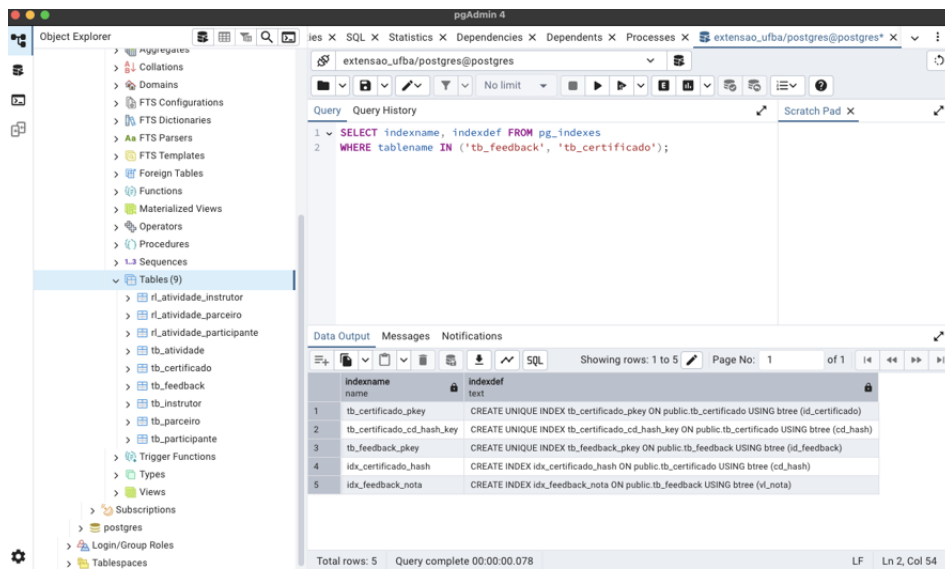 pgAdmin 4
Object Explorer
ies X SQL X Statistics X Dependencies X Dependents X Processes X extensao_ufba/postgres@postgres* X
extensao_ufba/postgres@postgres
No limit
Query Query History
Scratch Pad X
1 SELECT indexname, indexdef FROM pg_indexes
2 WHERE tablename IN ('tb_feedback', 'tb_certificado');
Aggregates
Collations
Domains
FTS Configurations
FTS Dictionaries
Aa FTS Parsers
FTS Templates
Foreign Tables
Functions
Materialized Views
Operators
Procedures
1..3 Sequences
Tables (9)
rl_atividade_instrutor
rl_atividade_parceiro
rl_atividade_participante
tb_atividade
tb_certificado
tb_feedback
tb_instrutor
tb_parceiro
tb_participante
Trigger Functions
Types
Views
Subscriptions
postgres
Login/Group Roles
Tablespaces
Data Output Messages Notifications
SQL Showing rows: 1 to 5 Page No: 1 of 1
indexname name indexdef text
1 tb_certificado_pkey CREATE UNIQUE INDEX tb_certificado_pkey ON public.tb_certificado USING btree (id_certificado)
2 tb_certificado_cd_hash_key CREATE UNIQUE INDEX tb_certificado_cd_hash_key ON public.tb_certificado USING btree (cd_hash)
3 tb_feedback_pkey CREATE UNIQUE INDEX tb_feedback_pkey ON public.tb_feedback USING btree (id_feedback)
4 idx_certificado_hash CREATE INDEX idx_certificado_hash ON public.tb_certificado USING btree (cd_hash)
5 idx_feedback_nota CREATE INDEX idx_feedback_nota ON public.tb_feedback USING btree (vl_nota)
Total rows: 5 Query complete 00:00:00.078 LF Ln 2, Col 54